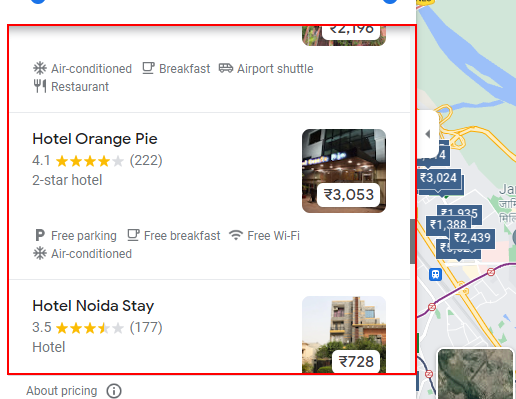 ₹2,196
Air-conditioned Breakfast Airport shuttle
Restaurant
Hotel Orange Pie
4.1 (222)
2-star hotel
₹3,053
Free parking Free breakfast Free Wi-Fi
Air-conditioned
Hotel Noida Stay
3.5 (177)
Hotel
₹728
About pricing
₹3,024
₹1,935
₹1,388
₹2,439